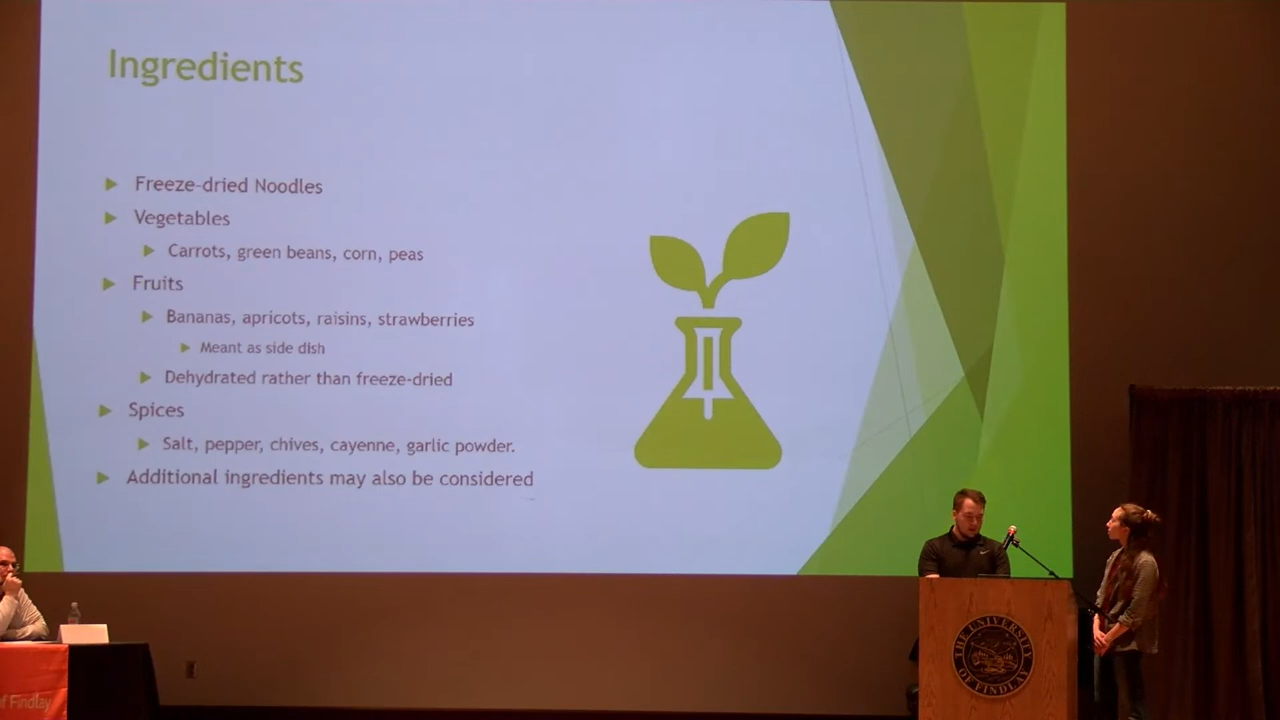 Ingredients
Freeze-dried Noodles
Vegetables
Carrots, green beans, corn, peas
Fruits
Bananas, apricots, raisins, strawberries
Meant as side dish
Dehydrated rather than freeze-dried
Spices
Salt, pepper, chives, cayenne, garlic powder.
Additional ingredients may also be considered
THE UNIVERSITY
OF FINDLAY
of Findlay